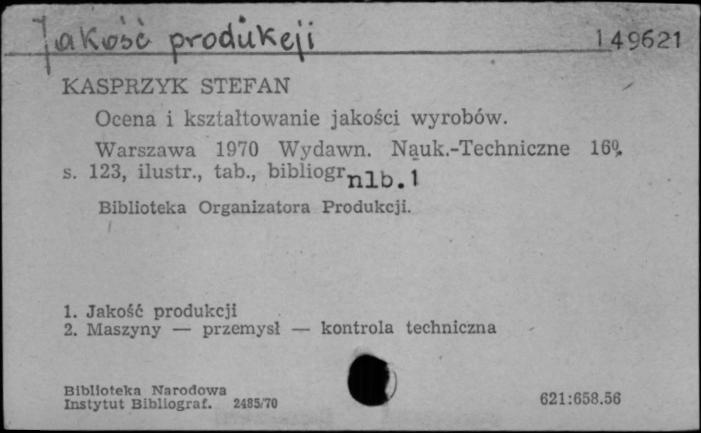 Jakość produkcji 149621
KASPRZYK STEFAN
Ocena i kształtowanie jakości wyrobów.
Warszawa 1970 Wydawn. Nauk.-Techniczne 16°,
s. 123, ilustr., tab., bibliogr nlb.1
Biblioteka Organizatora Produkcji.
1. Jakość produkcji
2. Maszyny — przemysł — kontrola techniczna
Biblioteka Narodowa
Instytut Bibliograf. 2485/70 621:658.56